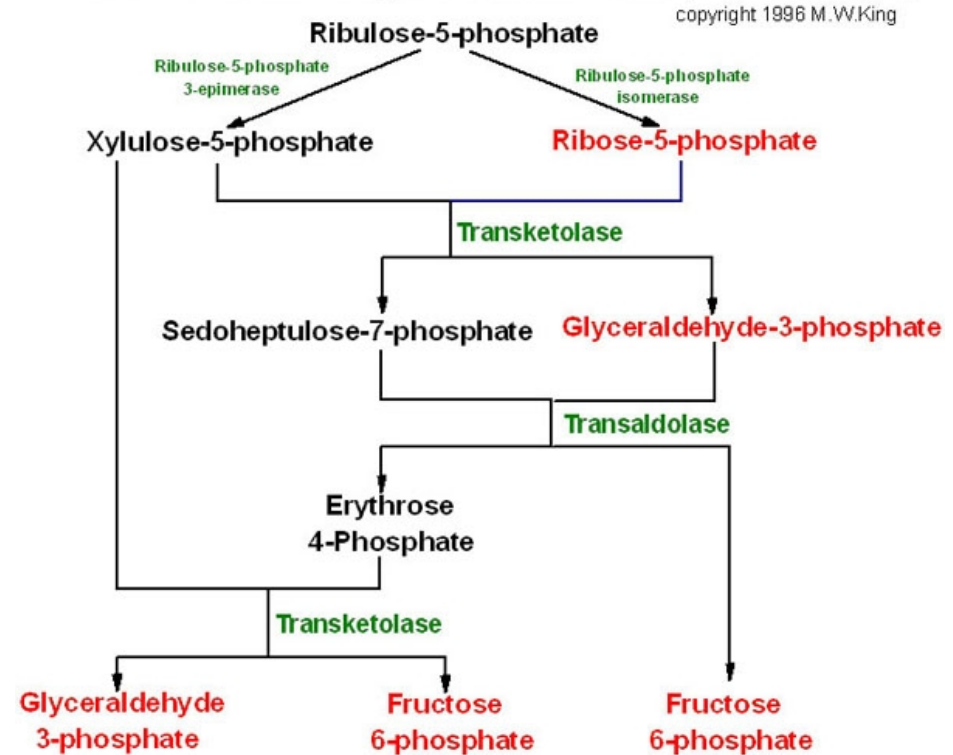 copyright 1996 M.W.King
Ribulose-5-phosphate
Ribulose-5-phosphate
3-epimerase
Ribulose-5-phosphate
isomerase
Xylulose-5-phosphate
Ribose-5-phosphate
Transketolase
Sedoheptulose-7-phosphate
Glyceraldehyde-3-phosphate
Transaldolase
Erythrose
4-Phosphate
Transketolase
Glyceraldehyde
3-phosphate
Fructose
6-phosphate
Fructose
6-phosphate